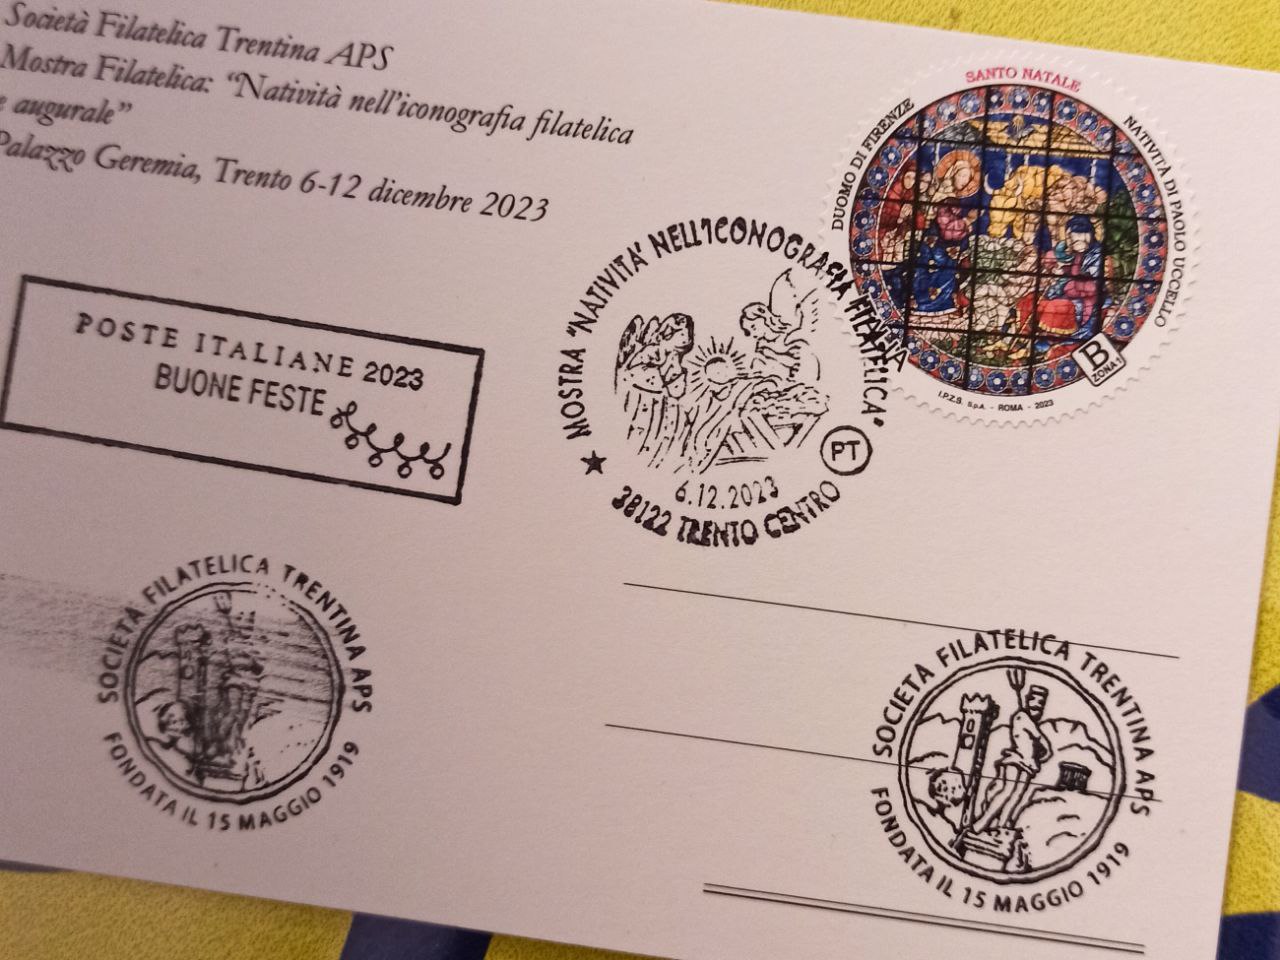 Società Filatelica Trentina APS
Mostra Filatelica: “Natività nell’iconografia filatelica
e augurale”
Palazzo Geremia, Trento 6-12 dicembre 2023
SANTO NATALE
DUOMO DI FIRENZE
NATIVITÀ DI PAOLO UCCELLO
B
ZONA 1
I.P.Z.S. S.p.A. - ROMA - 2023
POSTE ITALIANE 2023
BUONE FESTE
MOSTRA “NATIVITA’ NELL’ICONOGRAFIA FILATELICA”
PT
6.12.2023
38122 TRENTO CENTRO
SOCIETÀ FILATELICA TRENTINA APS
FONDATA IL 15 MAGGIO 1919
SOCIETÀ FILATELICA TRENTINA APS
FONDATA IL 15 MAGGIO 1919